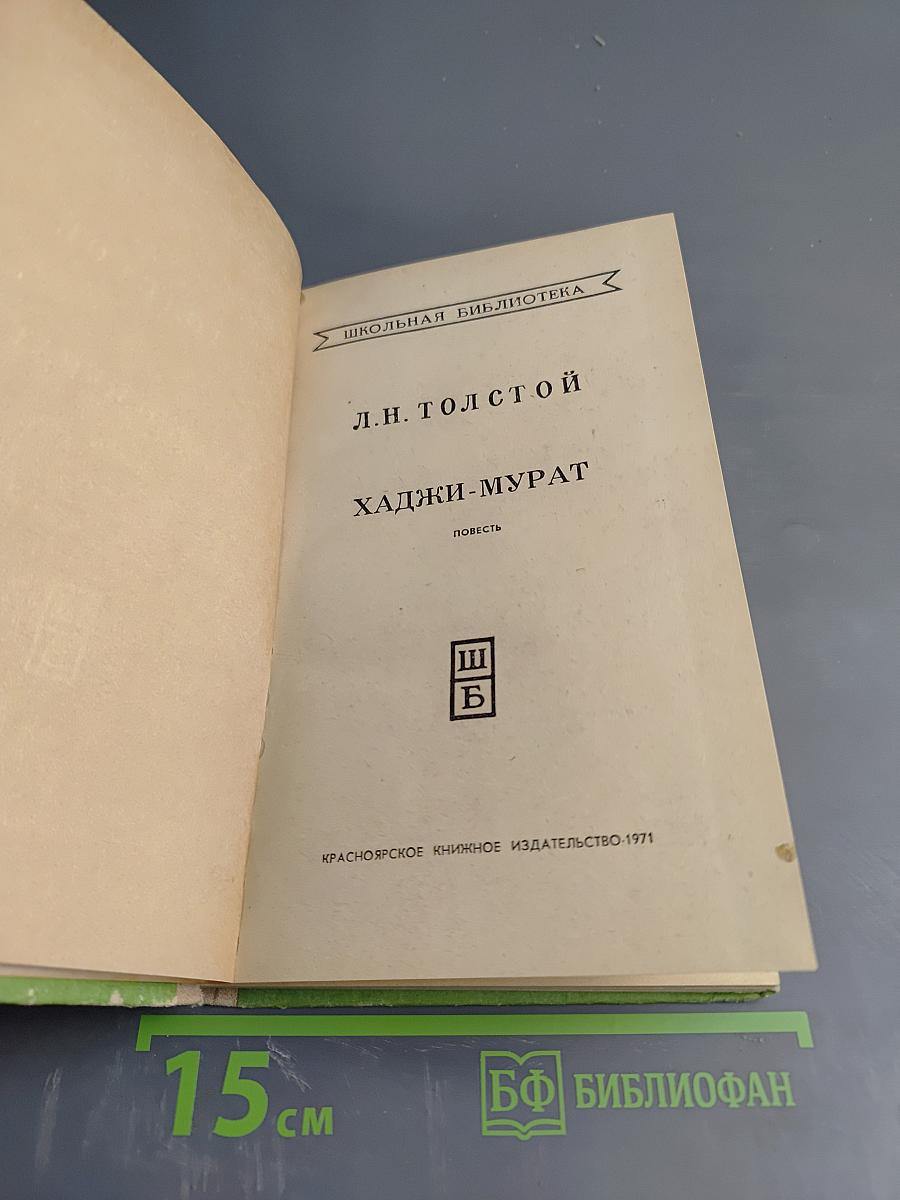 ШКОЛЬНАЯ БИБЛИОТЕКА
Л.Н. ТОЛСТОЙ
ХАДЖИ-МУРАТ
ПОВЕСТЬ
Ш
Б
КРАСНОЯРСКОЕ КНИЖНОЕ ИЗДАТЕЛЬСТВО·1971
15 см
БФ БИБЛИОФАН